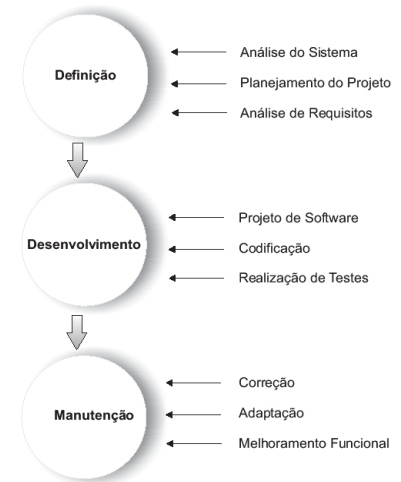 Definição
Análise do Sistema
Planejamento do Projeto
Análise de Requisitos
Desenvolvimento
Projeto de Software
Codificação
Realização de Testes
Manutenção
Correção
Adaptação
Melhoramento Funcional